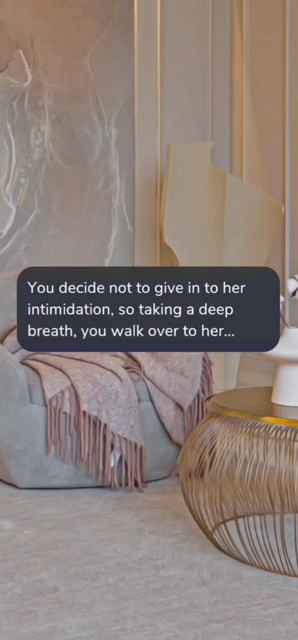 You decide not to give in to her
intimidation, so taking a deep
breath, you walk over to her...